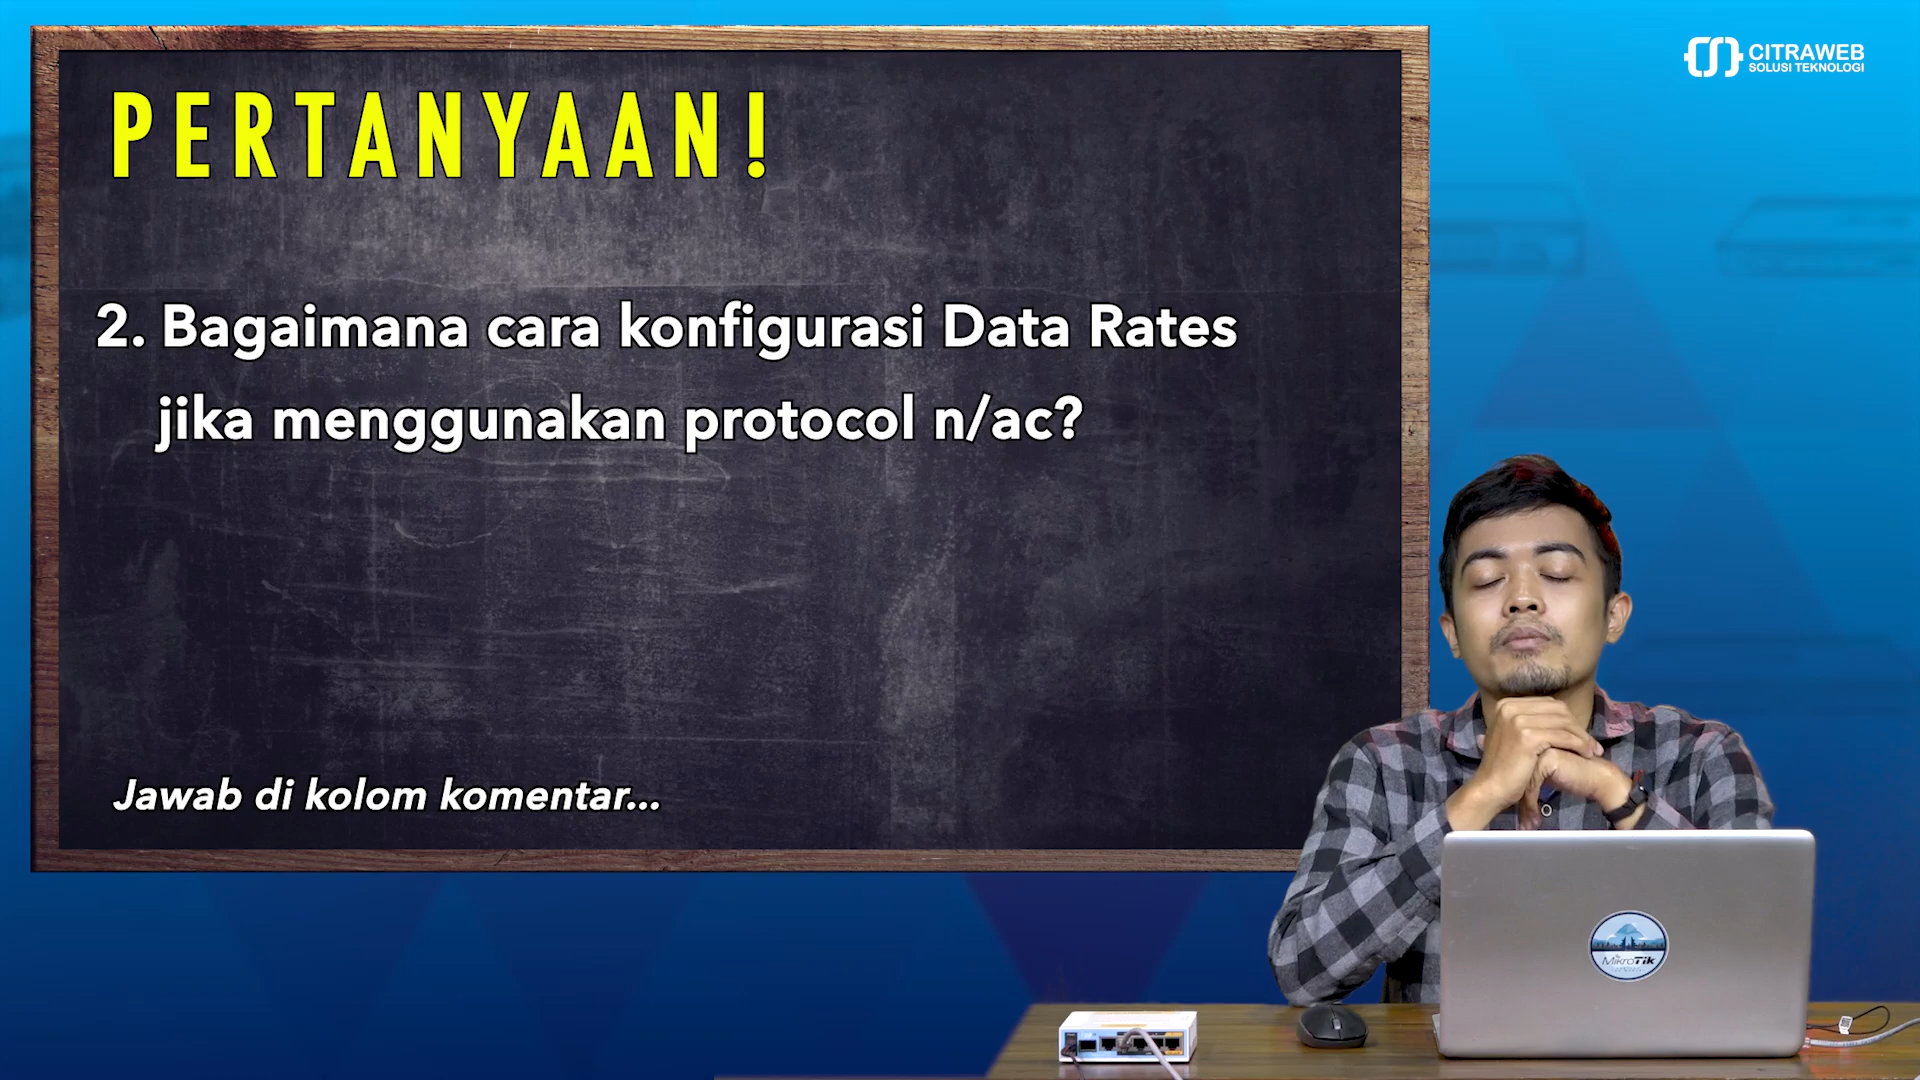 CITRAWEB
SOLUSI TEKNOLOGI
PERTANYAAN!
2. Bagaimana cara konfigurasi Data Rates
jika menggunakan protocol n/ac?
Jawab di kolom komentar...
MikroTik